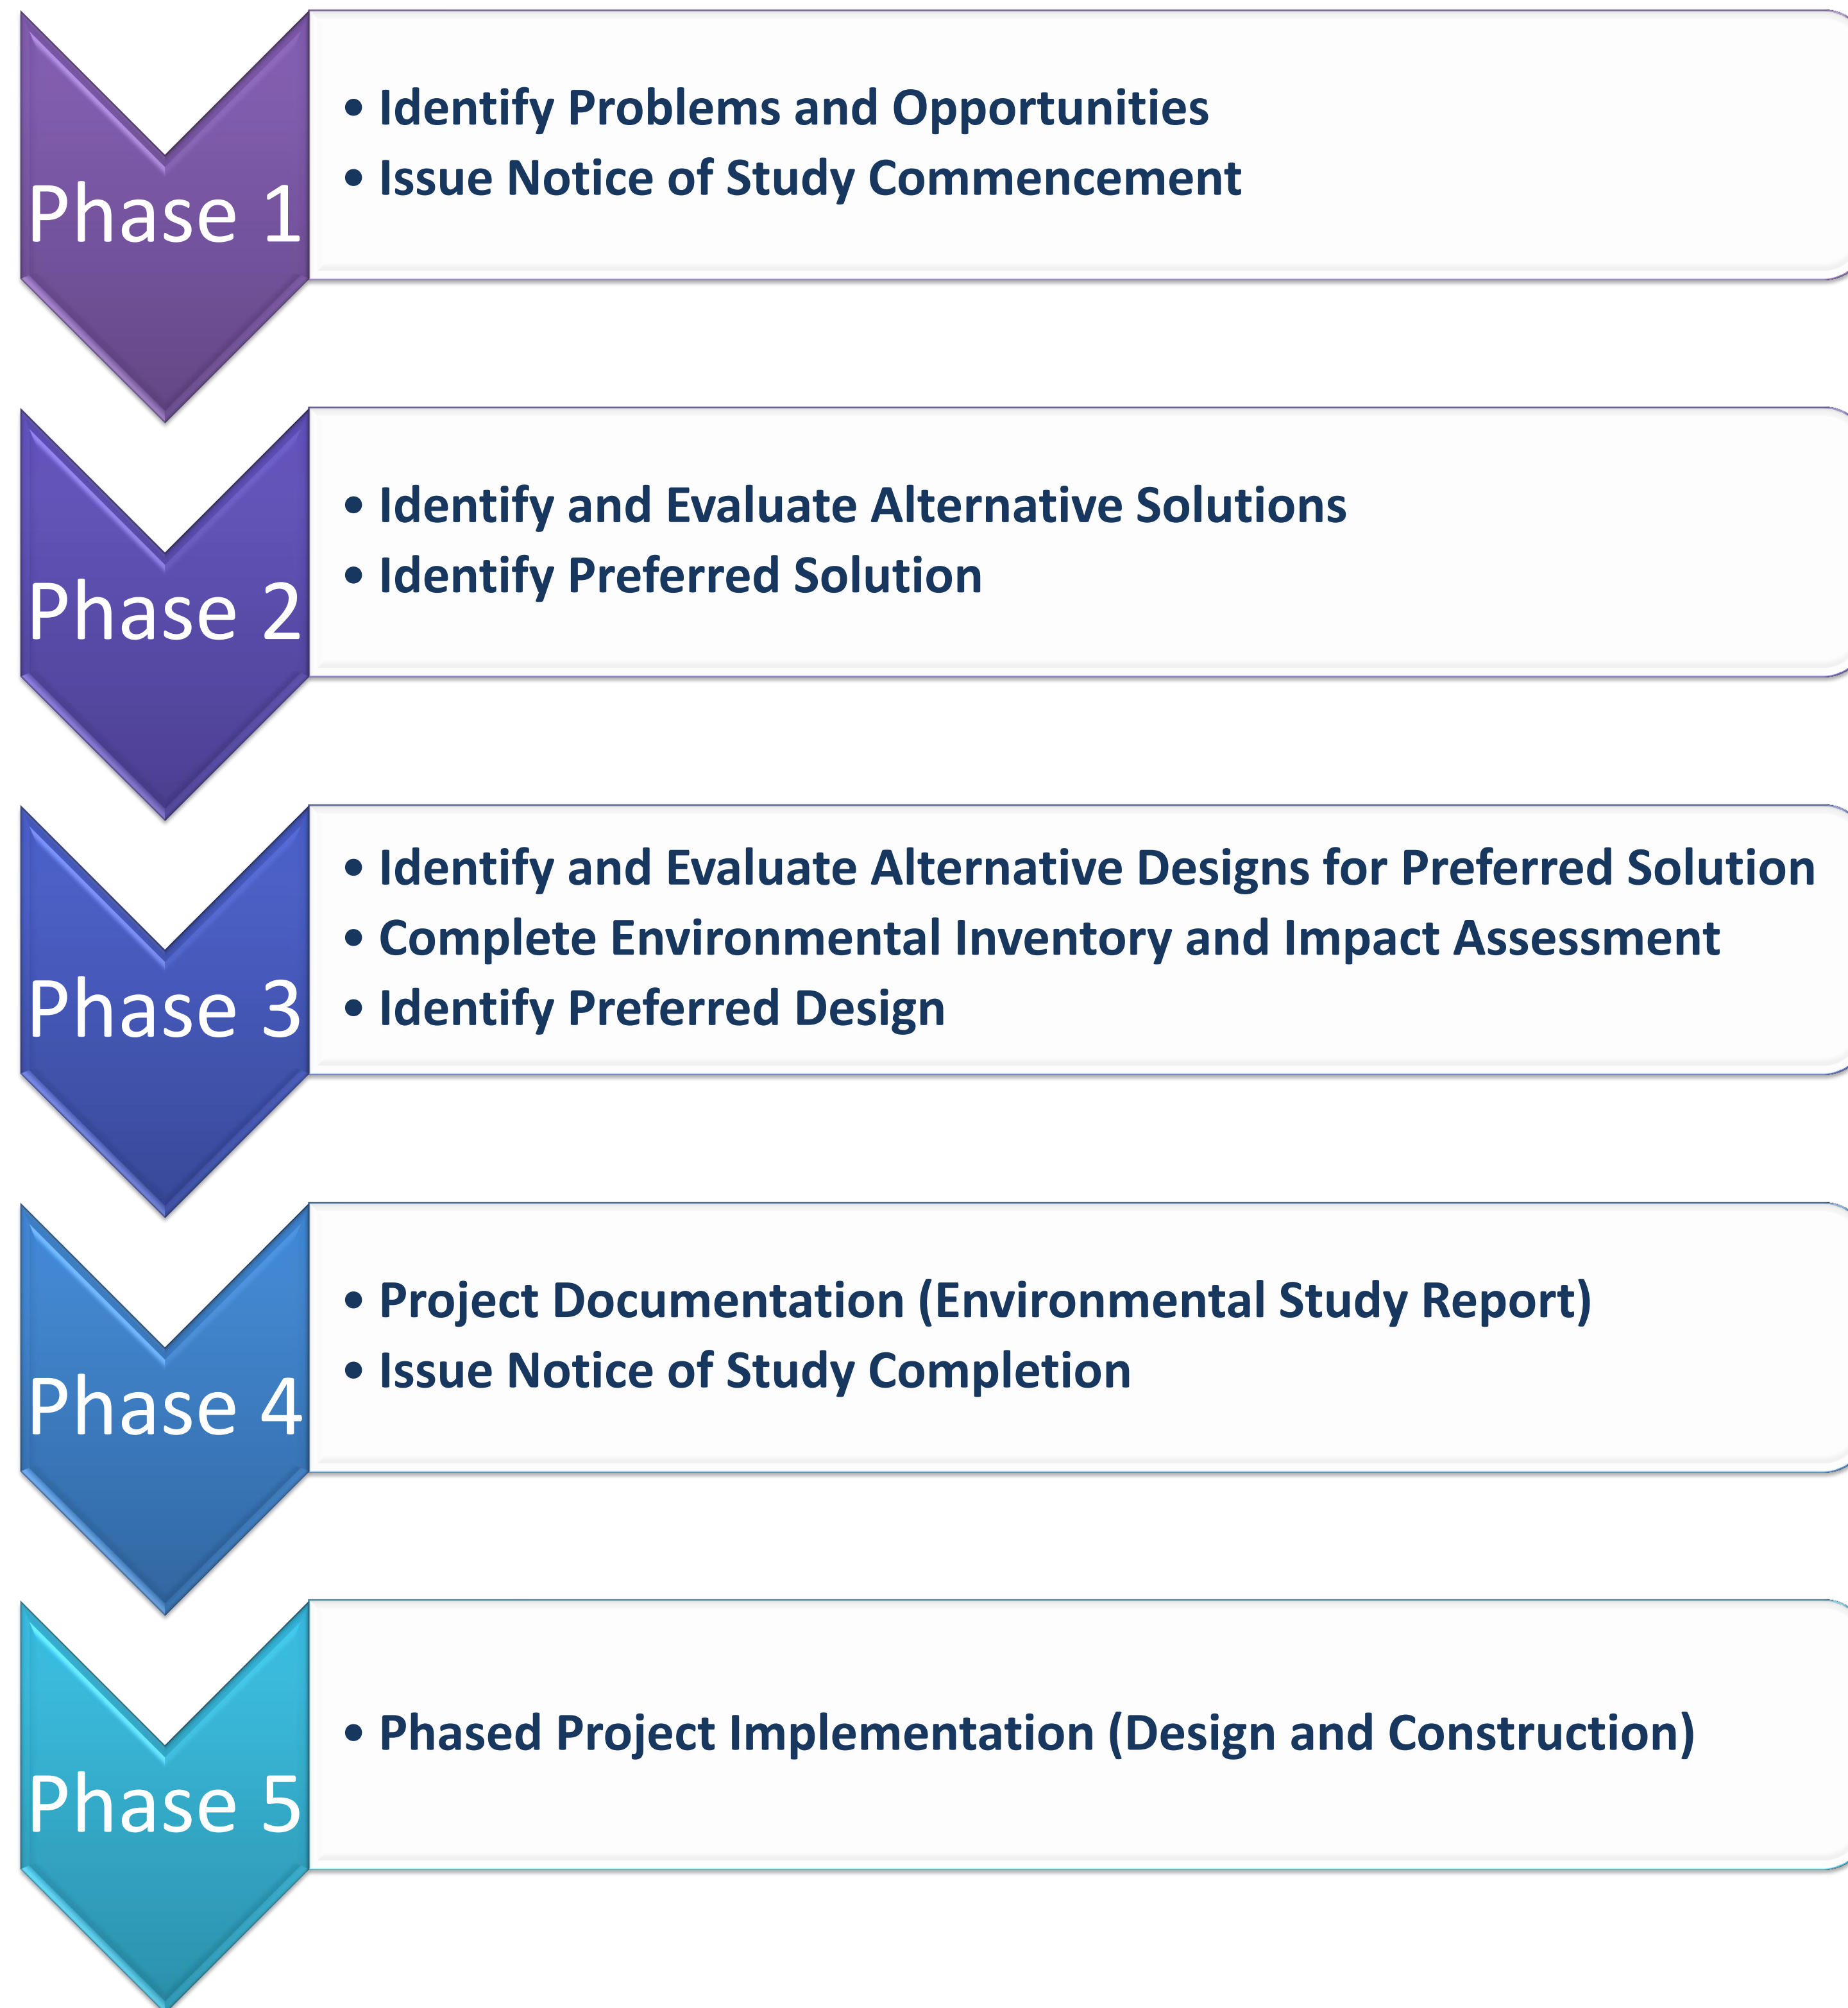 Phase 1
• Identify Problems and Opportunities
• Issue Notice of Study Commencement
Phase 2
• Identify and Evaluate Alternative Solutions
• Identify Preferred Solution
Phase 3
• Identify and Evaluate Alternative Designs for Preferred Solution
• Complete Environmental Inventory and Impact Assessment
• Identify Preferred Design
Phase 4
• Project Documentation (Environmental Study Report)
• Issue Notice of Study Completion
Phase 5
• Phased Project Implementation (Design and Construction)